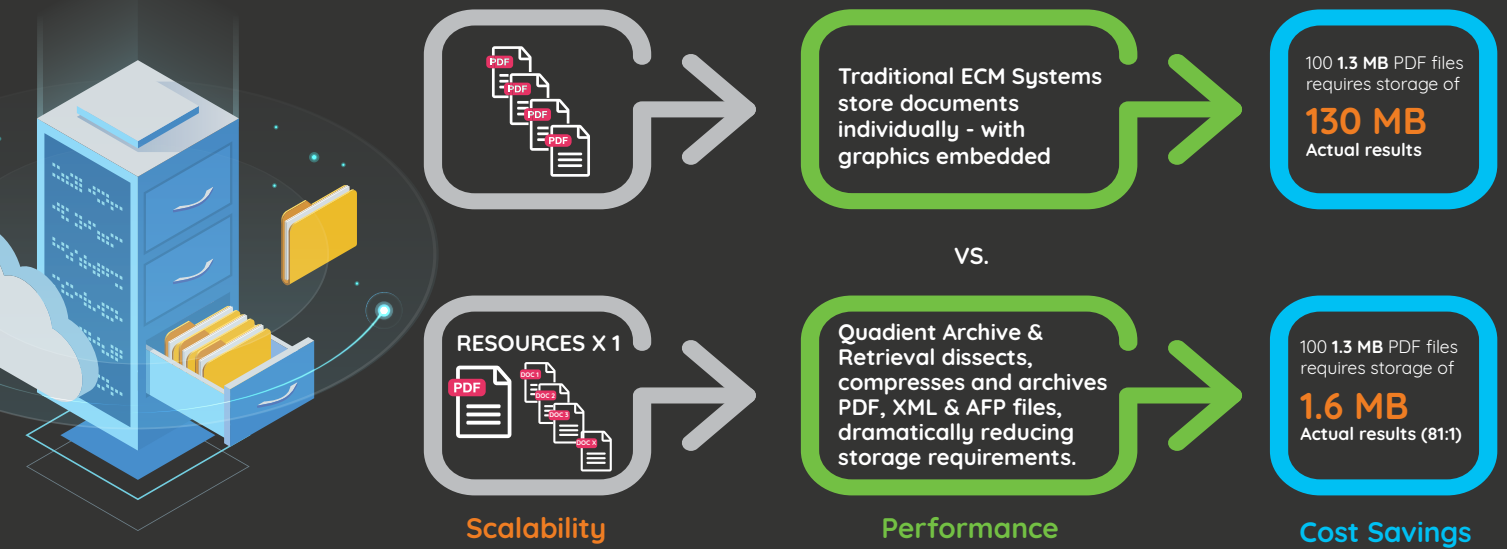 PDF
PDF
PDF
PDF
Traditional ECM Systems
store documents
individually - with
graphics embedded
100 1.3 MB PDF files
requires storage of
130 MB
Actual results
VS.
RESOURCES X 1
PDF
DOC 1
DOC 2
DOC 3
DOC X
Quadient Archive &
Retrieval dissects,
compresses and archives
PDF, XML & AFP files,
dramatically reducing
storage requirements.
100 1.3 MB PDF files
requires storage of
1.6 MB
Actual results (81:1)
Scalability
Performance
Cost Savings